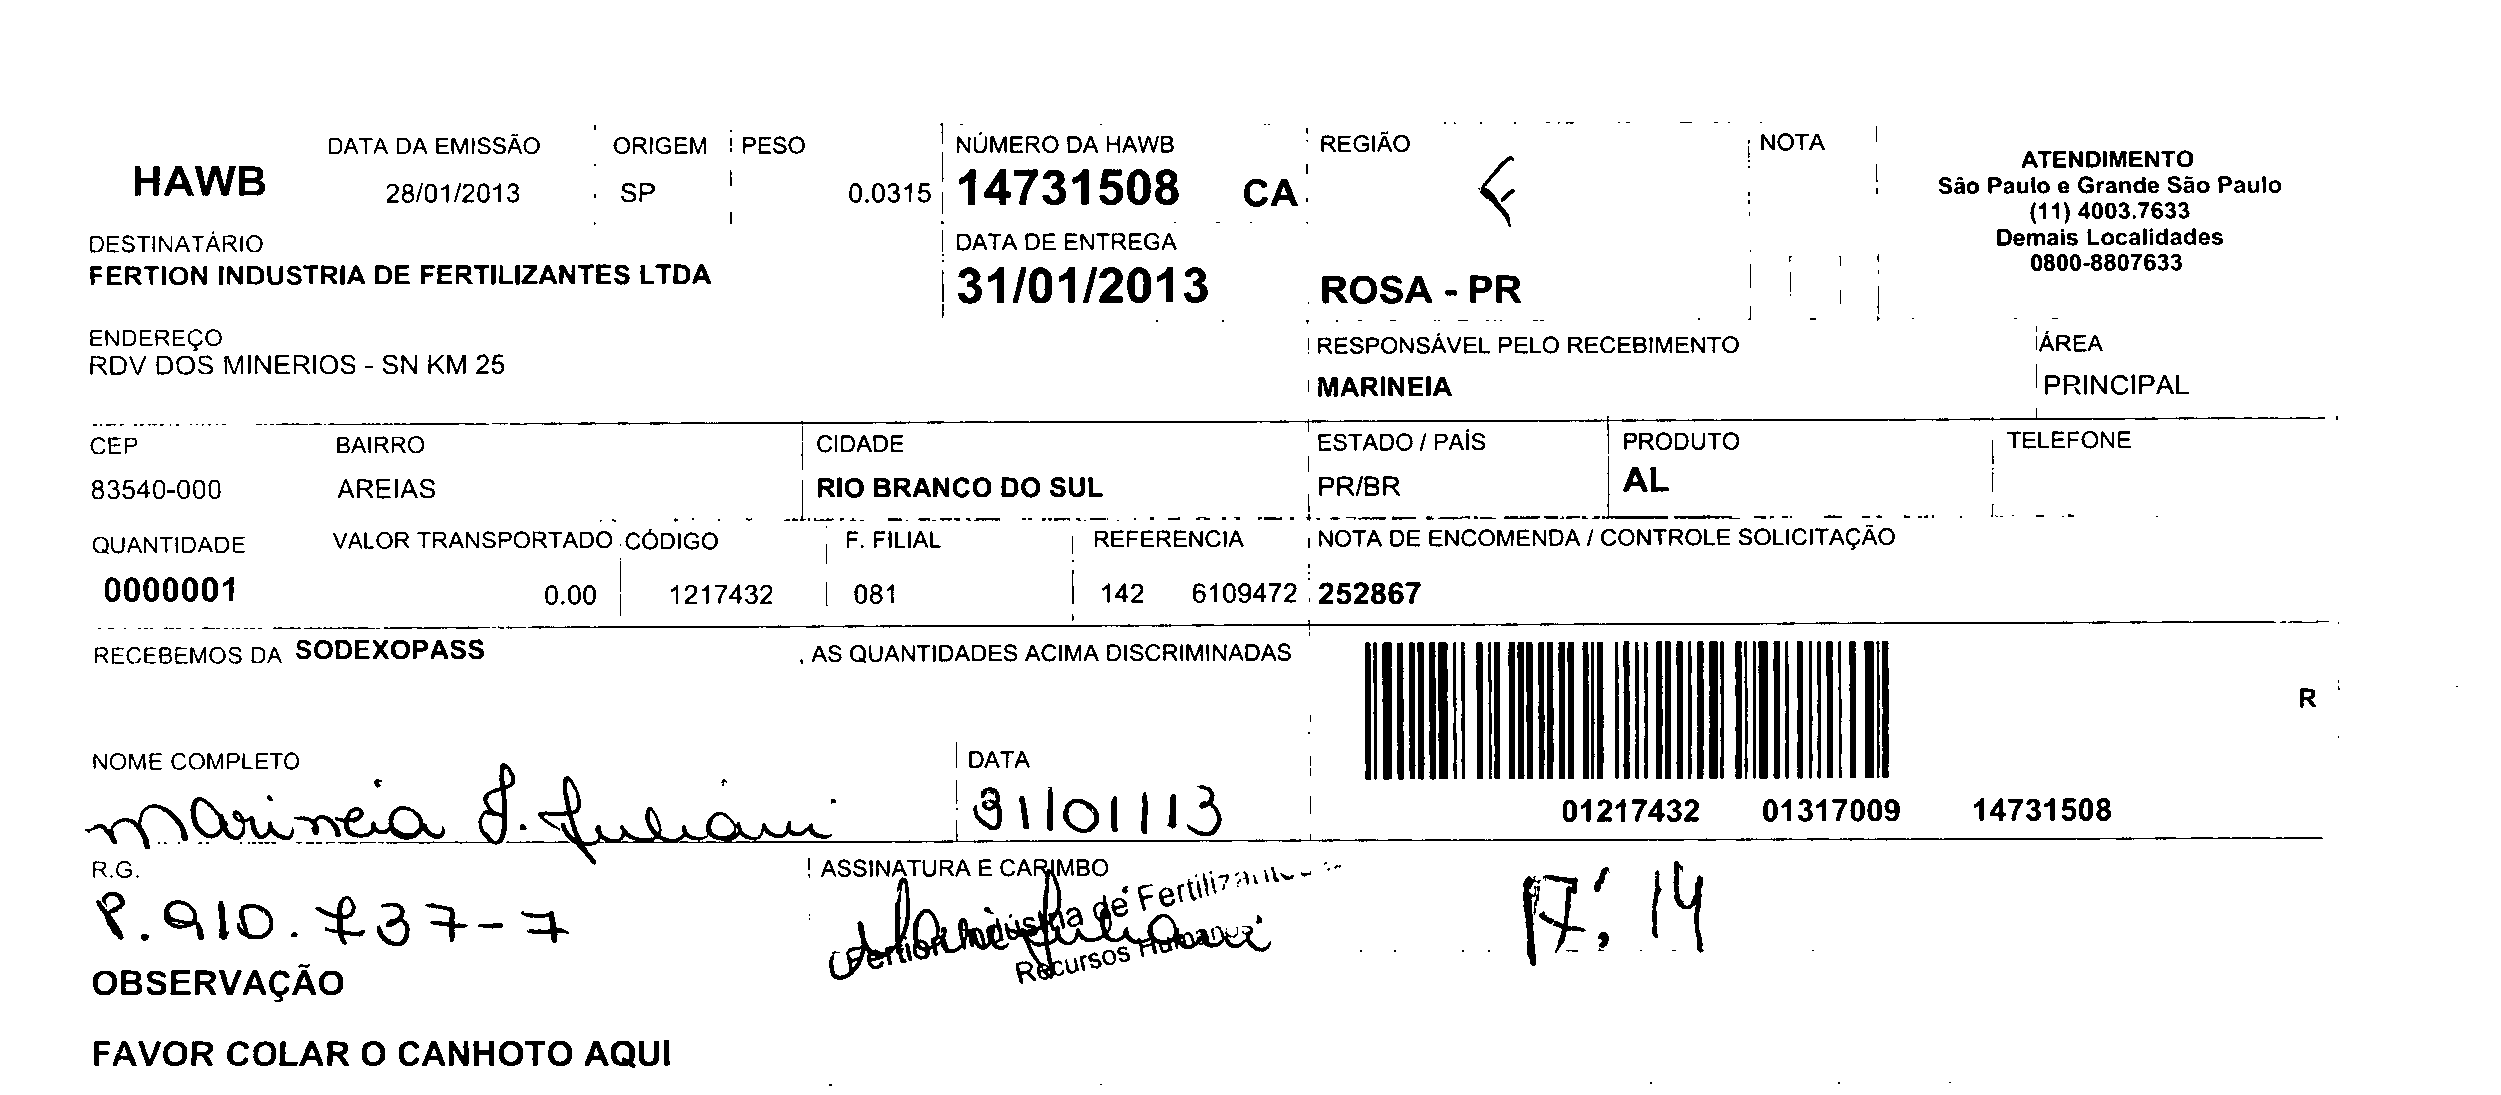 HAWB
DATA DA EMISSÃO ORIGEM PESO NÚMERO DA HAWB REGIÃO NOTA
28/01/2013 SP 0.0315 14731508 CA
ATENDIMENTO
São Paulo e Grande São Paulo
(11) 4003.7633
Demais Localidades
0800-8807633
DESTINATÁRIO DATA DE ENTREGA
FERTION INDUSTRIA DE FERTILIZANTES LTDA 31/01/2013 ROSA - PR
ENDEREÇO RESPONSÁVEL PELO RECEBIMENTO ÁREA
RDV DOS MINERIOS - SN KM 25 MARINEIA PRINCIPAL
CEP BAIRRO CIDADE ESTADO / PAÍS PRODUTO TELEFONE
83540-000 AREIAS RIO BRANCO DO SUL PR/BR AL
QUANTIDADE VALOR TRANSPORTADO CÓDIGO F. FILIAL REFERENCIA NOTA DE ENCOMENDA / CONTROLE SOLICITAÇÃO
0000001 0.00 1217432 081 142 6109472 252867
RECEBEMOS DA SODEXOPASS , AS QUANTIDADES ACIMA DISCRIMINADAS
R
NOME COMPLETO DATA
Marineia J. Juliani 31/01/13
01217432 01317009 14731508
R.G. ASSINATURA E CARIMBO
P.910.737-7
Fertion Indústria de Fertilizantes
Recursos Humanos
17:14
OBSERVAÇÃO
FAVOR COLAR O CANHOTO AQUI